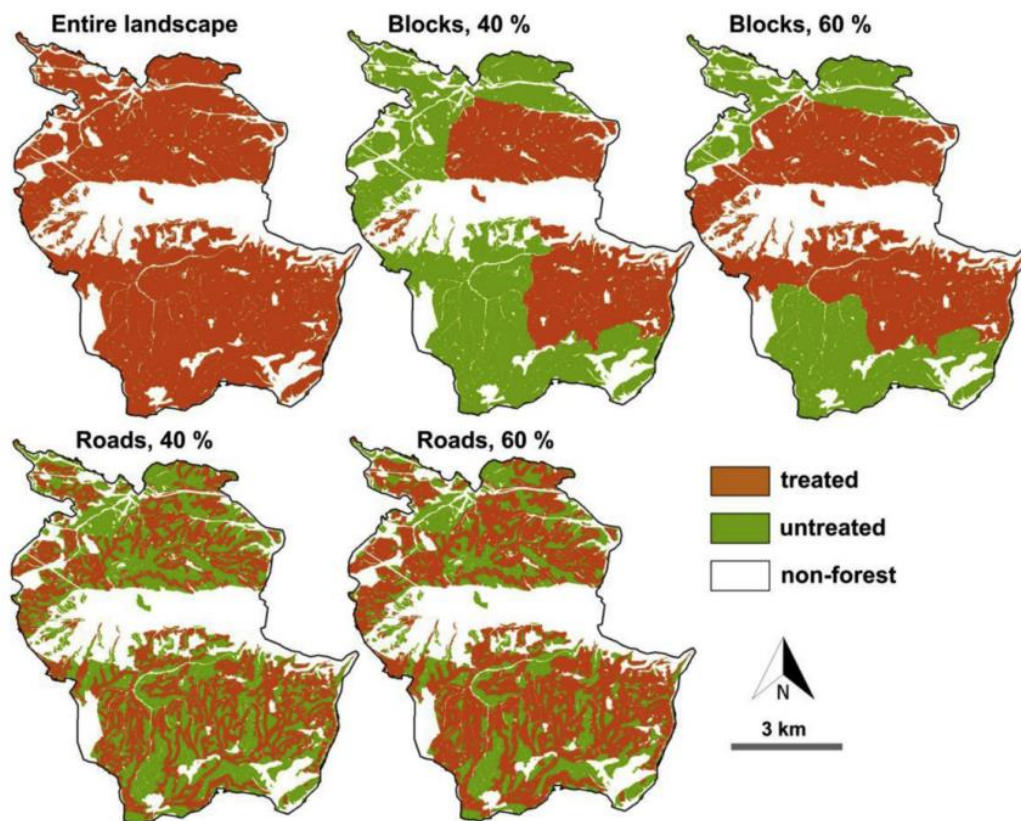 Entire landscape
Blocks, 40 %
Blocks, 60 %
Roads, 40 %
Roads, 60 %
treated
untreated
non-forest
N
3 km